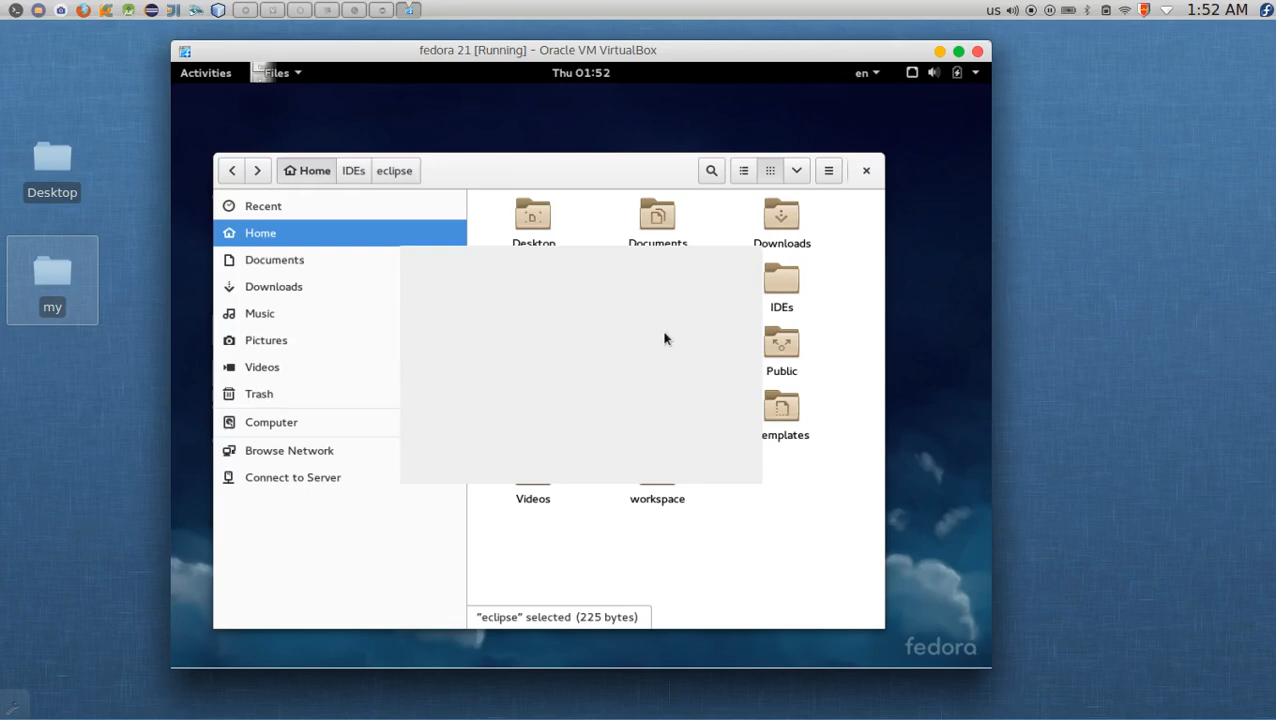 us
1:52 AM
fedora 21 [Running] - Oracle VM VirtualBox
Activities
Files
Thu 01:52
en
Home
IDEs
eclipse
Recent
Home
Documents
Downloads
Music
Pictures
Videos
Trash
Computer
Browse Network
Connect to Server
Desktop
Documents
Downloads
IDEs
Public
emplates
Videos
workspace
"eclipse" selected (225 bytes)
fedora
Desktop
my